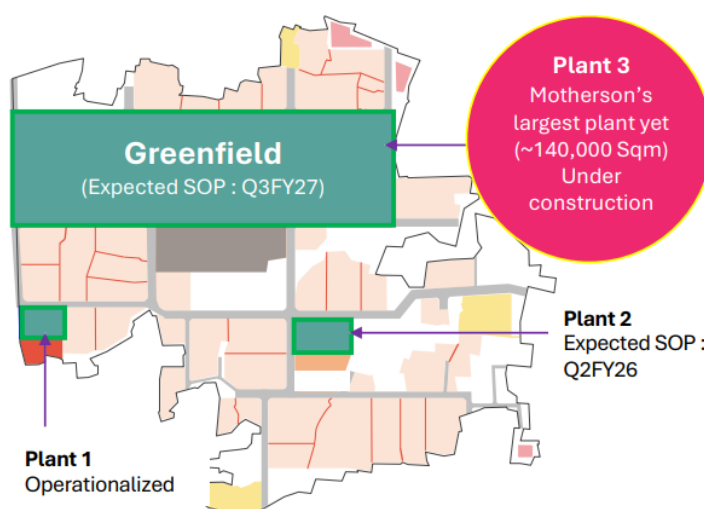 Plant 3
Motherson's
largest plant yet
(~140,000 Sqm)
Under
construction
Greenfield
(Expected SOP : Q3FY27)
Plant 2
Expected SOP :
Q2FY26
Plant 1
Operationalized